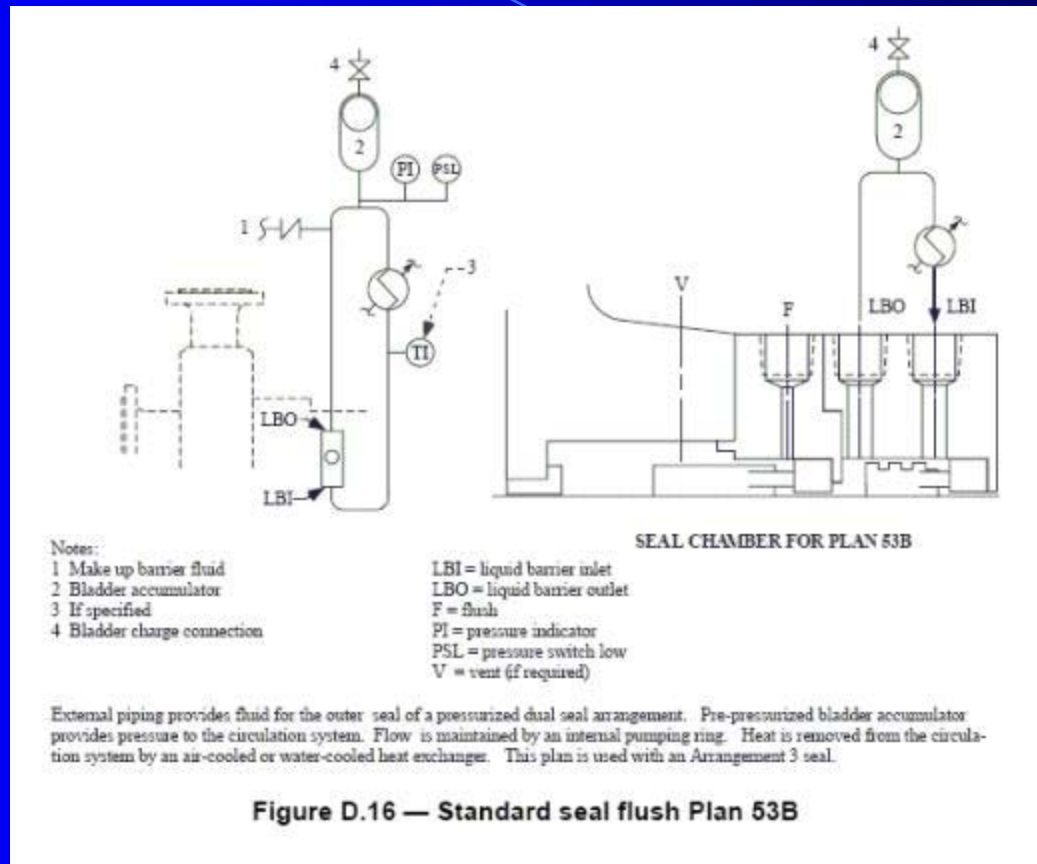 4
2
PI
PSL
1
3
TI
LBO
LBI
4
2
V
F
LBO
LBI
SEAL CHAMBER FOR PLAN 53B
Notes:
1 Make up barrier fluid
2 Bladder accumulator
3 If specified
4 Bladder charge connection
LBI = liquid barrier inlet
LBO = liquid barrier outlet
F = flush
PI = pressure indicator
PSL = pressure switch low
V = vent (if required)
External piping provides fluid for the outer seal of a pressurized dual seal arrangement. Pre-pressurized bladder accumulator
provides pressure to the circulation system. Flow is maintained by an internal pumping ring. Heat is removed from the circula-
tion system by an air-cooled or water-cooled heat exchanger. This plan is used with an Arrangement 3 seal.
Figure D.16 — Standard seal flush Plan 53B